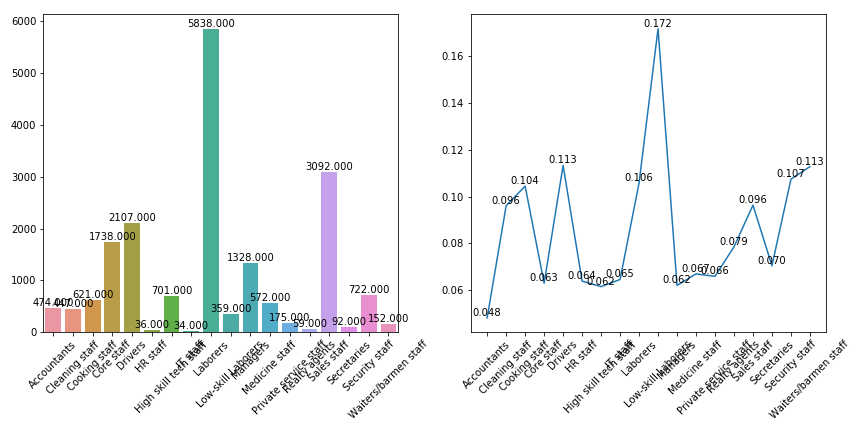 6000
5000
4000
3000
2000
1000
0
474.000
447.000
621.000
1738.000
2107.000
36.000
701.000
34.000
5838.000
359.000
1328.000
572.000
175.000
59.000
3092.000
92.000
722.000
152.000
Accountants
Cleaning staff
Cooking staff
Core staff
Drivers
HR staff
High skill tech staff
IT staff
Laborers
Low-skill Laborers
Managers
Medicine staff
Private service staff
Realty agents
Sales staff
Secretaries
Security staff
Waiters/barmen staff
0.16
0.14
0.12
0.10
0.08
0.06
0.048
0.096
0.104
0.063
0.113
0.064
0.062
0.065
0.106
0.172
0.062
0.067
0.066
0.079
0.096
0.070
0.107
0.113
Accountants
Cleaning staff
Cooking staff
Core staff
Drivers
HR staff
High skill tech staff
IT staff
Laborers
Low-skill Laborers
Managers
Medicine staff
Private service staff
Realty agents
Sales staff
Secretaries
Security staff
Waiters/barmen staff